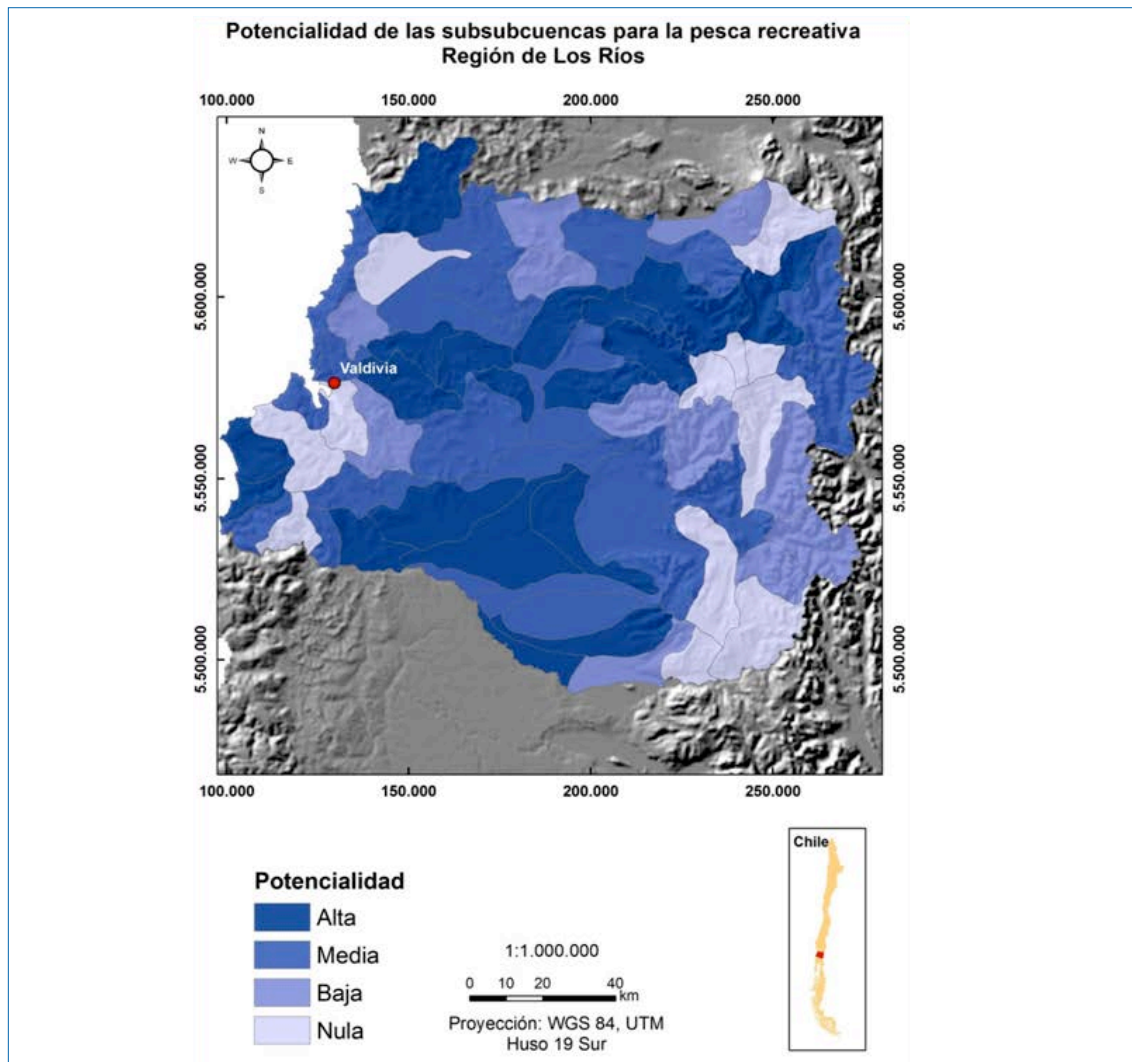 Potencialidad de las subsubcuencas para la pesca recreativa
Región de Los Ríos
100.000 150.000 200.000 250.000
N
W E
S
5.600.000 5.600.000
Valdivia
5.550.000 5.550.000
5.500.000 5.500.000
100.000 150.000 200.000 250.000
Chile
Potencialidad
Alta
Media
Baja
Nula
1:1.000.000
0 10 20 40
km
Proyección: WGS 84, UTM
Huso 19 Sur